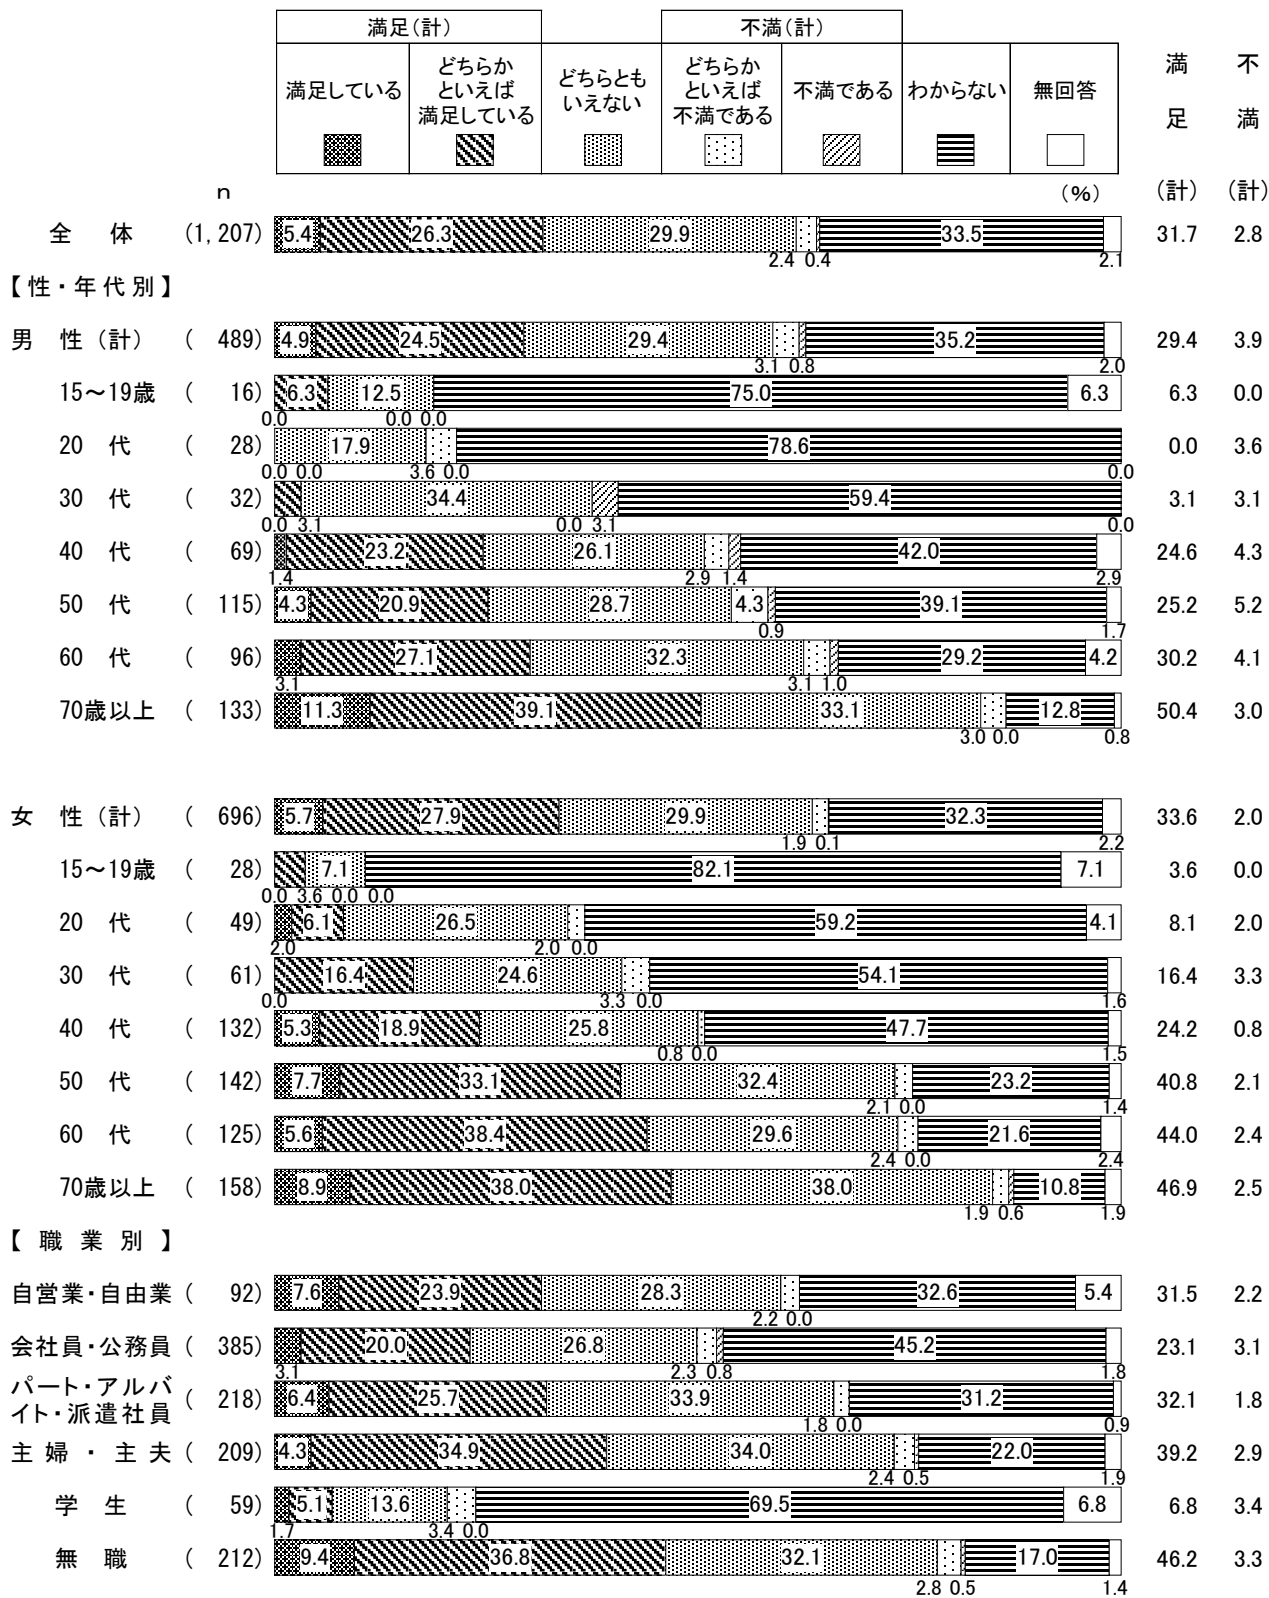 満足(計) 不満(計)
満足している どちらかといえば満足している どちらともいえない どちらかといえば不満である 不満である わからない 無回答 満足 不満
n (%) (計) (計)
全体 (1,207) 5.4 26.3 29.9 33.5 31.7 2.8
2.4 0.4 2.1
【性・年代別】
男性(計) (489) 4.9 24.5 29.4 35.2 29.4 3.9
3.1 0.8 2.0
15～19歳 (16) 6.3 12.5 75.0 6.3 6.3 0.0
0.0 0.0 0.0
20代 (28) 17.9 78.6 0.0 3.6
0.0 0.0 3.6 0.0 0.0
30代 (32) 34.4 59.4 3.1 3.1
0.0 3.1 0.0 3.1 0.0
40代 (69) 23.2 26.1 42.0 24.6 4.3
1.4 2.9 1.4 2.9
50代 (115) 4.3 20.9 28.7 4.3 39.1 25.2 5.2
0.9 1.7
60代 (96) 27.1 32.3 29.2 4.2 30.2 4.1
3.1 3.1 1.0
70歳以上 (133) 11.3 39.1 33.1 12.8 50.4 3.0
3.0 0.0 0.8
女性(計) (696) 5.7 27.9 29.9 32.3 33.6 2.0
1.9 0.1 2.2
15～19歳 (28) 7.1 82.1 7.1 3.6 0.0
0.0 3.6 0.0 0.0
20代 (49) 6.1 26.5 59.2 4.1 8.1 2.0
2.0 2.0 0.0
30代 (61) 16.4 24.6 54.1 16.4 3.3
0.0 3.3 0.0 1.6
40代 (132) 5.3 18.9 25.8 47.7 24.2 0.8
0.8 0.0 1.5
50代 (142) 7.7 33.1 32.4 23.2 40.8 2.1
2.1 0.0 1.4
60代 (125) 5.6 38.4 29.6 21.6 44.0 2.4
2.4 0.0 2.4
70歳以上 (158) 8.9 38.0 38.0 10.8 46.9 2.5
1.9 0.6 1.9
【職業別】
自営業・自由業 (92) 7.6 23.9 28.3 32.6 5.4 31.5 2.2
2.2 0.0
会社員・公務員 (385) 20.0 26.8 45.2 23.1 3.1
3.1 2.3 0.8 1.8
パート・アルバ
イト・派遣社員 (218) 6.4 25.7 33.9 31.2 32.1 1.8
1.8 0.0 0.9
主婦・主夫 (209) 4.3 34.9 34.0 22.0 39.2 2.9
2.4 0.5 1.9
学生 (59) 5.1 13.6 69.5 6.8 6.8 3.4
1.7 3.4 0.0
無職 (212) 9.4 36.8 32.1 17.0 46.2 3.3
2.8 0.5 1.4